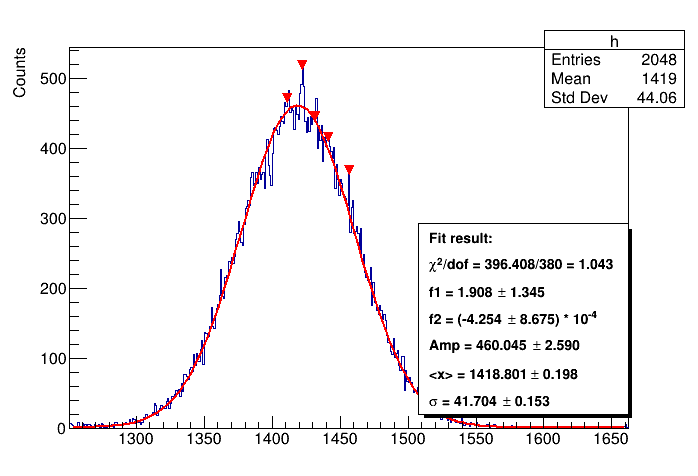 h
Entries 2048
Mean 1419
Std Dev 44.06
Counts
500
400
300
200
100
0
Fit result:
χ²/dof = 396.408/380 = 1.043
f1 = 1.908 ± 1.345
f2 = (-4.254 ± 8.675) * 10⁻⁴
Amp = 460.045 ± 2.590
<x> = 1418.801 ± 0.198
σ = 41.704 ± 0.153
1300 1350 1400 1450 1500 1550 1600 1650